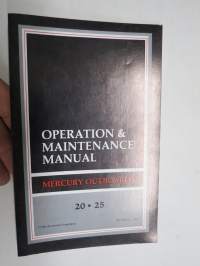 OPERATION &
MAINTENANCE
MANUAL
MERCURY OUTBOARDS
20 • 25